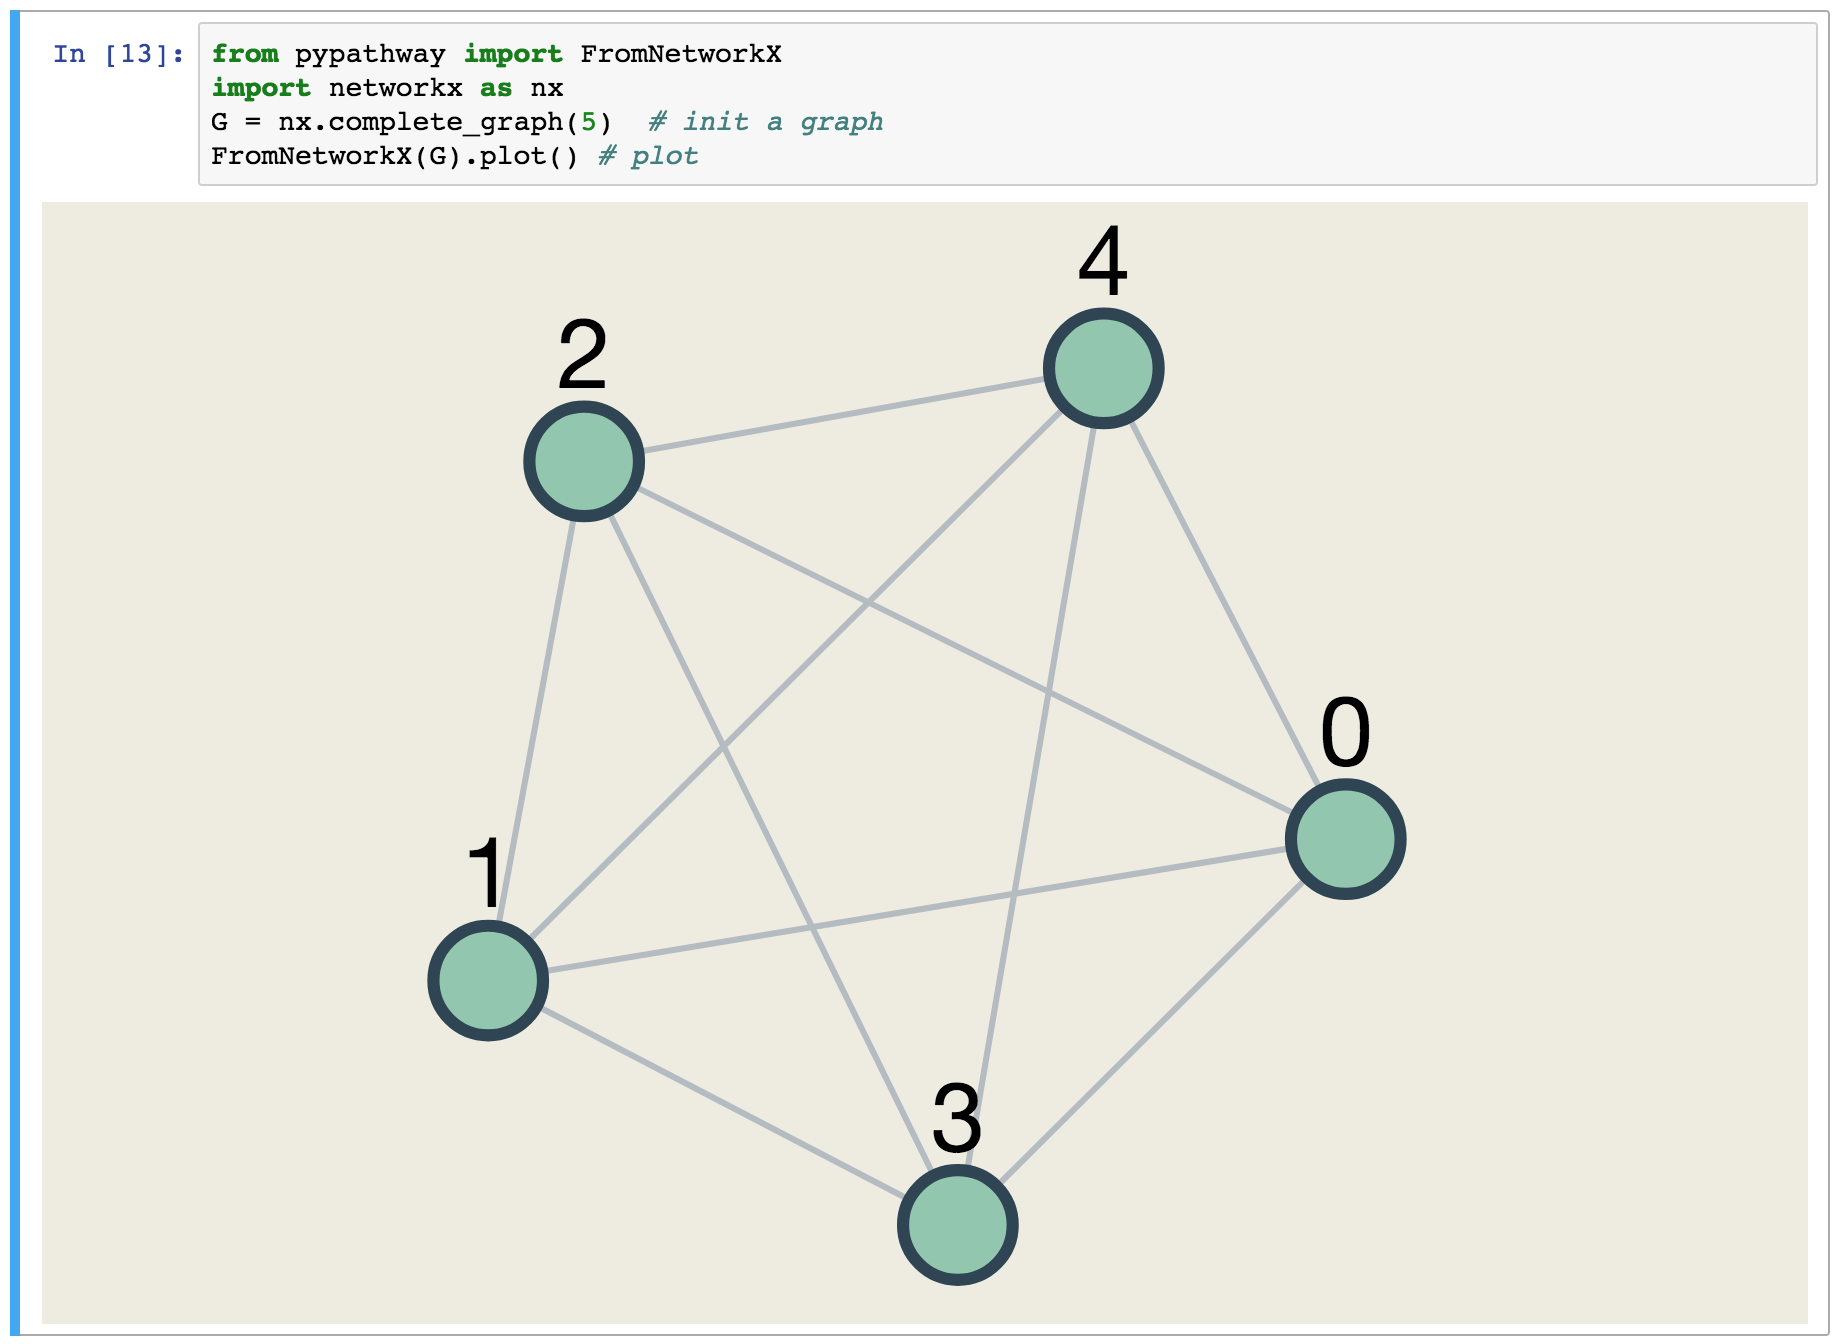 In [13]: from pypathway import FromNetworkX
import networkx as nx
G = nx.complete_graph(5)  # init a graph
FromNetworkX(G).plot() # plot
4
2
0
1
3